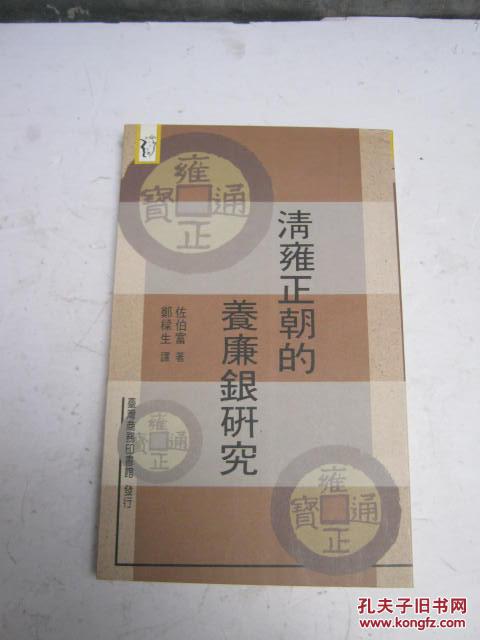 清雍正朝的
養廉銀研究
佐伯富 著
鄭樑生 譯
臺灣商務印書館 發行
雍正通寶
雍正通寶
雍正通寶
孔夫子旧书网
kongfz.com